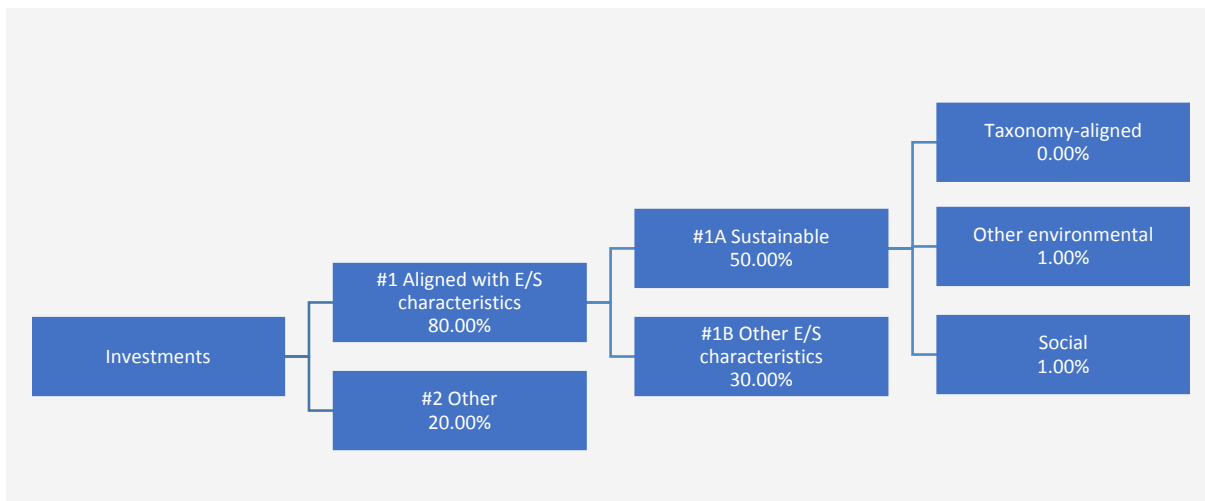 Investments
#1 Aligned with E/S
characteristics
80.00%
#2 Other
20.00%
#1A Sustainable
50.00%
#1B Other E/S
characteristics
30.00%
Taxonomy-aligned
0.00%
Other environmental
1.00%
Social
1.00%